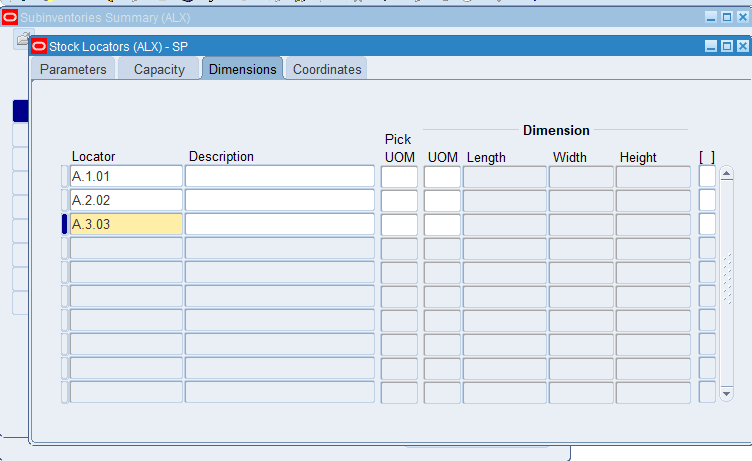 Subinventories Summary (ALX)
Stock Locators (ALX) - SP
Parameters Capacity Dimensions Coordinates
Dimension
Pick
Locator Description UOM UOM Length Width Height [ ]
A.1.01
A.2.02
A.3.03